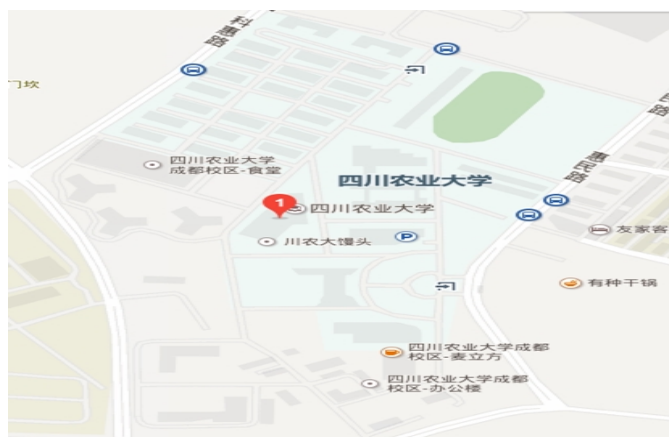 科惠路
门坎
四川农业大学
成都校区-食堂
四川农业大学
惠民路
1
四川农业大学
川农大馒头
P
友家客
有种干锅
四川农业大学成都
校区-麦立方
四川农业大学成都
校区-办公楼